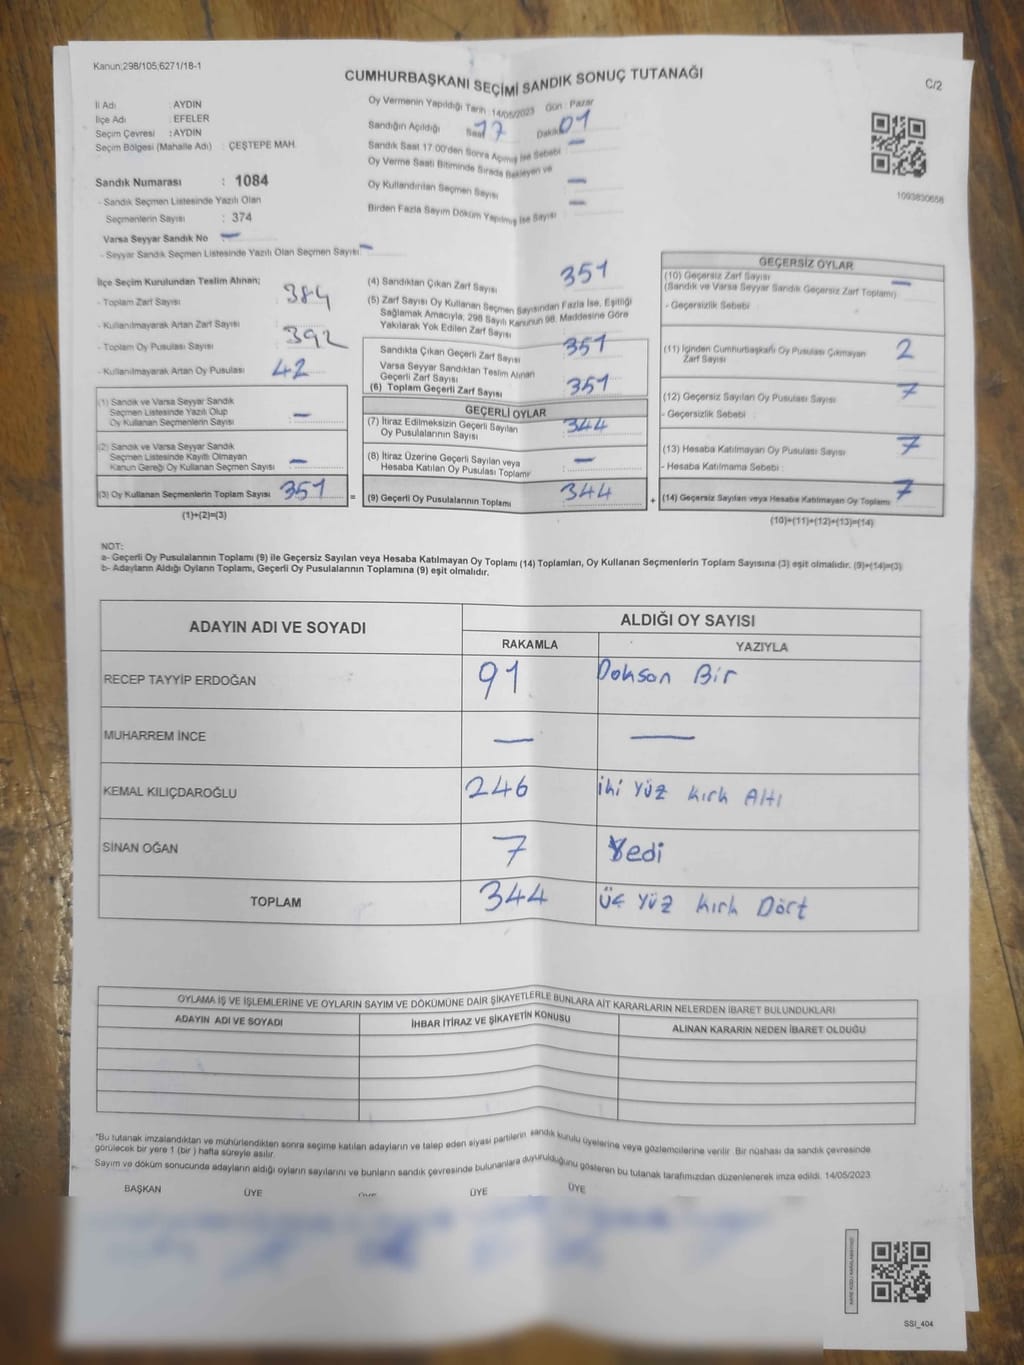 Kanun;298/105;6271/18-1
CUMHURBAŞKANI SEÇİMİ SANDIK SONUÇ TUTANAĞI
C/2
İl Adı : AYDIN
İlçe Adı : EFELER
Seçim Çevresi : AYDIN
Seçim Bölgesi (Mahalle Adı) : ÇEŞTEPE MAH.
Sandık Numarası : 1084
- Sandık Seçmen Listesinde Yazılı Olan
Seçmenlerin Sayısı : 374
Varsa Seyyar Sandık No : —
- Seyyar Sandık Seçmen Listesinde Yazılı Olan Seçmen Sayısı: —
Oy Vermenin Yapıldığı Tarih 14/05/2023 Gün : Pazar
Sandığın Açıldığı Saat 17 Dakika 01
Sandık Saat 17:00'den Sonra Açılmış İse Sebebi : —
Oy Verme Saati Bitiminde Sırada Bekleyen ve
Oy Kullandırılan Seçmen Sayısı : —
Birden Fazla Sayım Döküm Yapılmış İse Sayısı : —
1093830658
İlçe Seçim Kurulundan Teslim Alınan;
- Toplam Zarf Sayısı : 384
- Kullanılmayarak Artan Zarf Sayısı
- Toplam Oy Pusulası Sayısı : 392
- Kullanılmayarak Artan Oy Pusulası 42
(1) Sandık ve Varsa Seyyar Sandık
Seçmen Listesinde Yazılı Olup
Oy Kullanan Seçmenlerin Sayısı : —
(2) Sandık ve Varsa Seyyar Sandık
Seçmen Listesinde Kayıtlı Olmayan
Kanun Gereği Oy Kullanan Seçmen Sayısı : —
(3) Oy Kullanan Seçmenlerin Toplam Sayısı 351 =
(1)+(2)=(3)
(4) Sandıktan Çıkan Zarf Sayısı : 351
(5) Zarf Sayısı Oy Kullanan Seçmen Sayısından Fazla İse, Eşitliği
Sağlamak Amacıyla; 298 Sayılı Kanunun 98. Maddesine Göre
Yakılarak Yok Edilen Zarf Sayısı :
Sandıkta Çıkan Geçerli Zarf Sayısı : 351
Varsa Seyyar Sandıktan Teslim Alınan
Geçerli Zarf Sayısı
(6) Toplam Geçerli Zarf Sayısı : 351
GEÇERLİ OYLAR
(7) İtiraz Edilmeksizin Geçerli Sayılan
Oy Pusulalarının Sayısı : 344
(8) İtiraz Üzerine Geçerli Sayılan veya
Hesaba Katılan Oy Pusulası Toplamı : —
(9) Geçerli Oy Pusulalarının Toplamı : 344 +
GEÇERSİZ OYLAR
(10) Geçersiz Zarf Sayısı : —
(Sandık ve Varsa Seyyar Sandık Geçersiz Zarf Toplamı)
- Geçersizlik Sebebi :
(11) İçinden Cumhurbaşkanı Oy Pusulası Çıkmayan
Zarf Sayısı : 2
(12) Geçersiz Sayılan Oy Pusulası Sayısı : 7
- Geçersizlik Sebebi :
(13) Hesaba Katılmayan Oy Pusulası Sayısı : 7
- Hesaba Katılmama Sebebi :
(14) Geçersiz Sayılan veya Hesaba Katılmayan Oy Toplamı : 7
(10)+(11)+(12)+(13)=(14)
NOT:
a- Geçerli Oy Pusulalarının Toplamı (9) ile Geçersiz Sayılan veya Hesaba Katılmayan Oy Toplamı (14) Toplamları, Oy Kullanan Seçmenlerin Toplam Sayısına (3) eşit olmalıdır. (9)+(14)=(3)
b- Adayların Aldığı Oyların Toplamı, Geçerli Oy Pusulalarının Toplamına (9) eşit olmalıdır.
ADAYIN ADI VE SOYADI ALDIĞI OY SAYISI
RAKAMLA YAZIYLA
RECEP TAYYİP ERDOĞAN 91 Doksan Bir
MUHARREM İNCE — —
KEMAL KILIÇDAROĞLU 246 iki yüz kırk Altı
SİNAN OĞAN 7 Yedi
TOPLAM 344 üç yüz kırk Dört
OYLAMA İŞ VE İŞLEMLERİNE VE OYLARIN SAYIM VE DÖKÜMÜNE DAİR ŞİKAYETLERLE BUNLARA AİT KARARLARIN NELERDEN İBARET BULUNDUKLARI
ADAYIN ADI VE SOYADI İHBAR İTİRAZ VE ŞİKAYETİN KONUSU ALINAN KARARIN NEDEN İBARET OLDUĞU
*Bu tutanak imzalandıktan ve mühürlendikten sonra seçime katılan adayların ve talep eden siyasi partilerin sandık kurulu üyelerine veya gözlemcilerine verilir. Bir nüshası da sandık çevresinde
görülecek bir yere 1 (bir) hafta süreyle asılır.
Sayım ve döküm sonucunda adayların aldığı oyların sayılarını ve bunların sandık çevresinde bulunanlara duyurulduğunu gösteren bu tutanak tarafımızdan düzenlenerek imza edildi. 14/05/2023
BAŞKAN ÜYE ÜYE ÜYE ÜYE
SSI_404